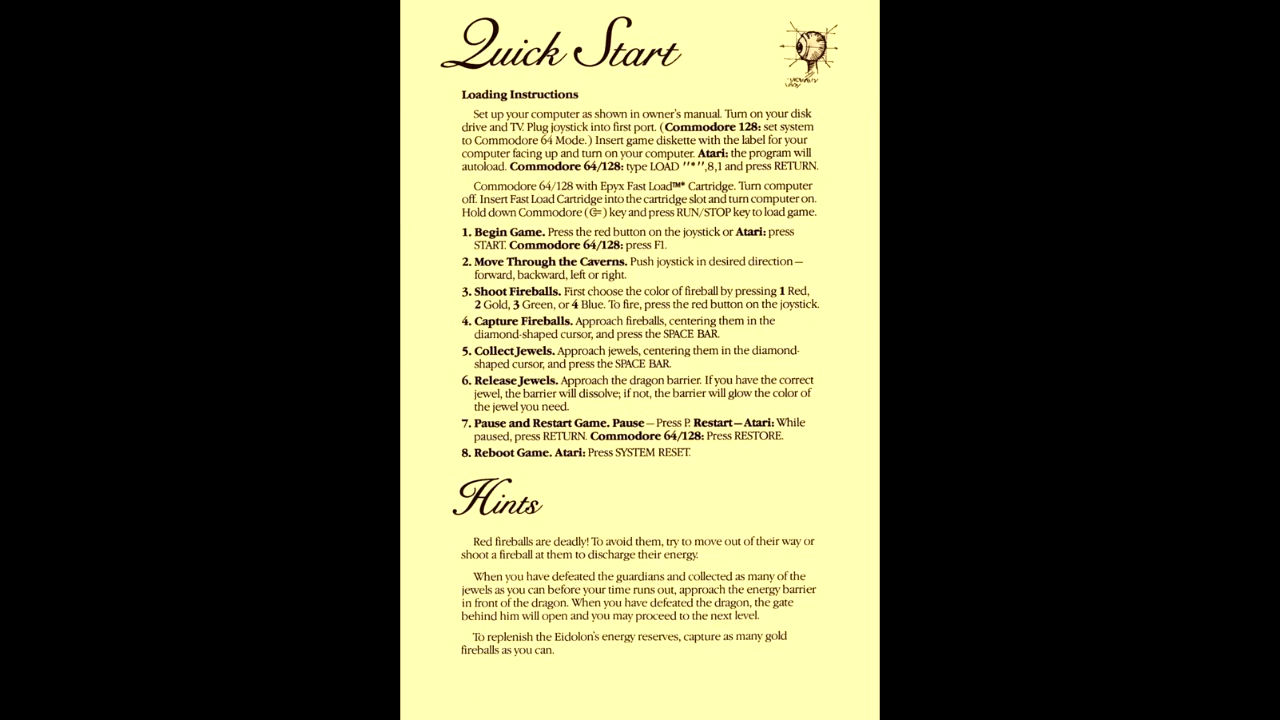 Quick Start
Loading Instructions
Set up your computer as shown in owner's manual. Turn on your disk
drive and TV. Plug joystick into first port. (Commodore 128: set system
to Commodore 64 Mode.) Insert game diskette with the label for your
computer facing up and turn on your computer. Atari: the program will
autoload. Commodore 64/128: type LOAD "*",8,1 and press RETURN.
Commodore 64/128 with Epyx Fast Load™* Cartridge. Turn computer
off. Insert Fast Load Cartridge into the cartridge slot and turn computer on.
Hold down Commodore (C=) key and press RUN/STOP key to load game.
1. Begin Game. Press the red button on the joystick or Atari: press
START. Commodore 64/128: press F1.
2. Move Through the Caverns. Push joystick in desired direction—
forward, backward, left or right.
3. Shoot Fireballs. First choose the color of fireball by pressing 1 Red,
2 Gold, 3 Green, or 4 Blue. To fire, press the red button on the joystick.
4. Capture Fireballs. Approach fireballs, centering them in the
diamond-shaped cursor, and press the SPACE BAR.
5. Collect Jewels. Approach jewels, centering them in the diamond-
shaped cursor, and press the SPACE BAR.
6. Release Jewels. Approach the dragon barrier. If you have the correct
jewel, the barrier will dissolve; if not, the barrier will glow the color of
the jewel you need.
7. Pause and Restart Game. Pause—Press P. Restart—Atari: While
paused, press RETURN. Commodore 64/128: Press RESTORE.
8. Reboot Game. Atari: Press SYSTEM RESET.
Hints
Red fireballs are deadly! To avoid them, try to move out of their way or
shoot a fireball at them to discharge their energy.
When you have defeated the guardians and collected as many of the
jewels as you can before your time runs out, approach the energy barrier
in front of the dragon. When you have defeated the dragon, the gate
behind him will open and you may proceed to the next level.
To replenish the Eidolon's energy reserves, capture as many gold
fireballs as you can.